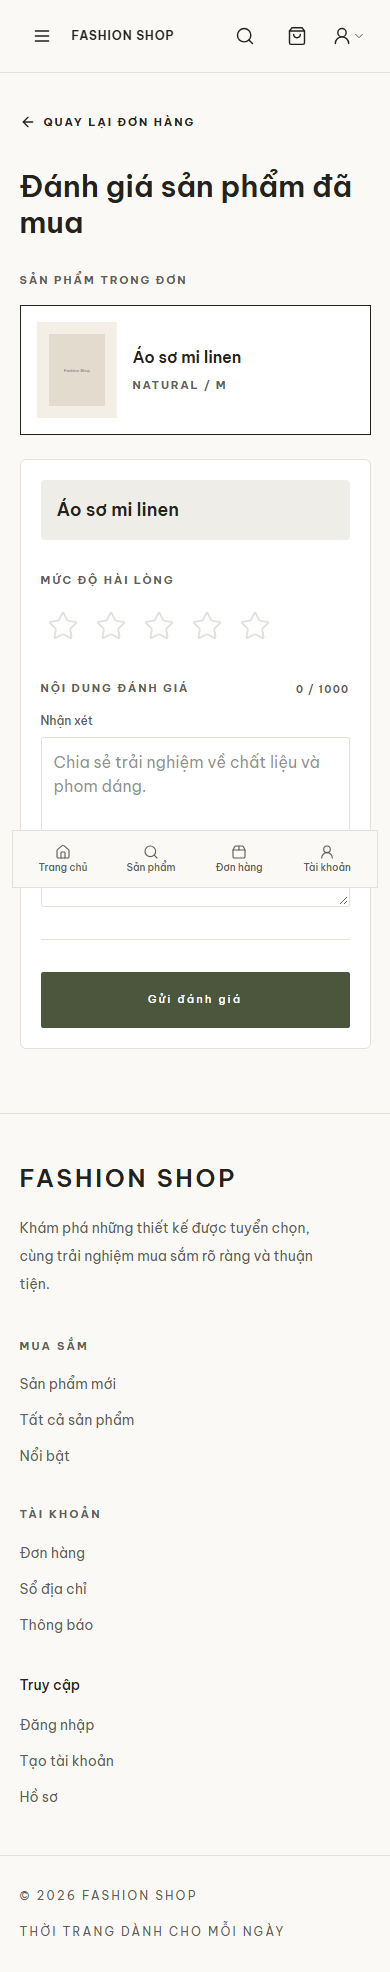 FASHION SHOP
QUAY LẠI ĐƠN HÀNG
Đánh giá sản phẩm đã
mua
SẢN PHẨM TRONG ĐƠN
Fashion Shop
Áo sơ mi linen
NATURAL / M
Áo sơ mi linen
MỨC ĐỘ HÀI LÒNG
NỘI DUNG ĐÁNH GIÁ 0 / 1000
Nhận xét
Chia sẻ trải nghiệm về chất liệu và
phom dáng.
Trang chủ Sản phẩm Đơn hàng Tài khoản
Gửi đánh giá
FASHION SHOP
Khám phá những thiết kế được tuyển chọn,
cùng trải nghiệm mua sắm rõ ràng và thuận
tiện.
MUA SẮM
Sản phẩm mới
Tất cả sản phẩm
Nổi bật
TÀI KHOẢN
Đơn hàng
Sổ địa chỉ
Thông báo
Truy cập
Đăng nhập
Tạo tài khoản
Hồ sơ
© 2026 FASHION SHOP
THỜI TRANG DÀNH CHO MỖI NGÀY